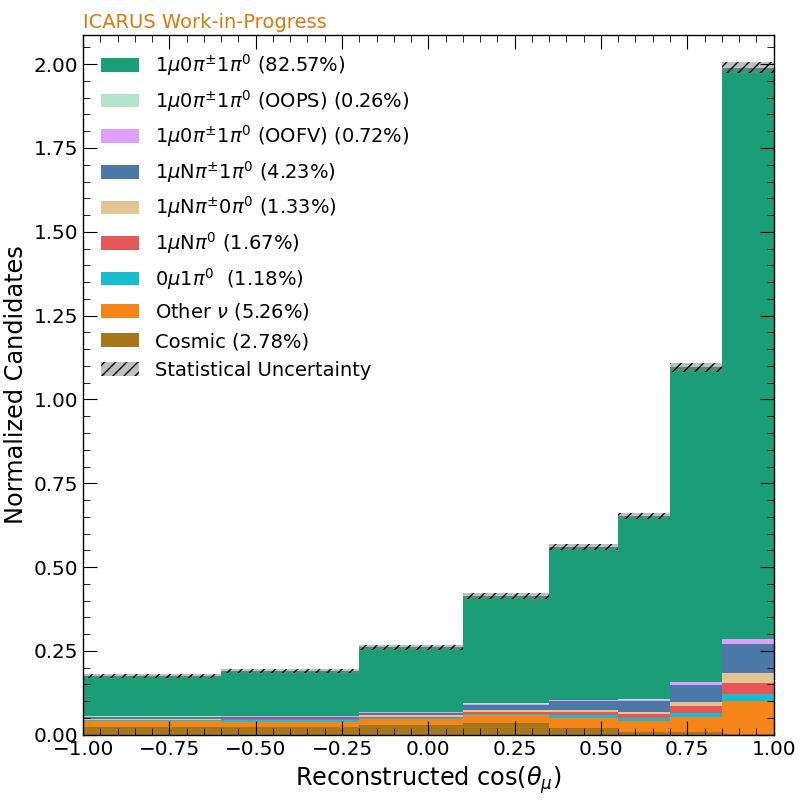 ICARUS Work-in-Progress
1μ0π±1π⁰ (82.57%)
1μ0π±1π⁰ (OOPS) (0.26%)
1μ0π±1π⁰ (OOFV) (0.72%)
1μNπ±1π⁰ (4.23%)
1μNπ±0π⁰ (1.33%)
1μNπ⁰ (1.67%)
0μ1π⁰ (1.18%)
Other ν (5.26%)
Cosmic (2.78%)
Statistical Uncertainty
Normalized Candidates
2.00
1.75
1.50
1.25
1.00
0.75
0.50
0.25
0.00
−1.00 −0.75 −0.50 −0.25 0.00 0.25 0.50 0.75 1.00
Reconstructed cos(θμ)